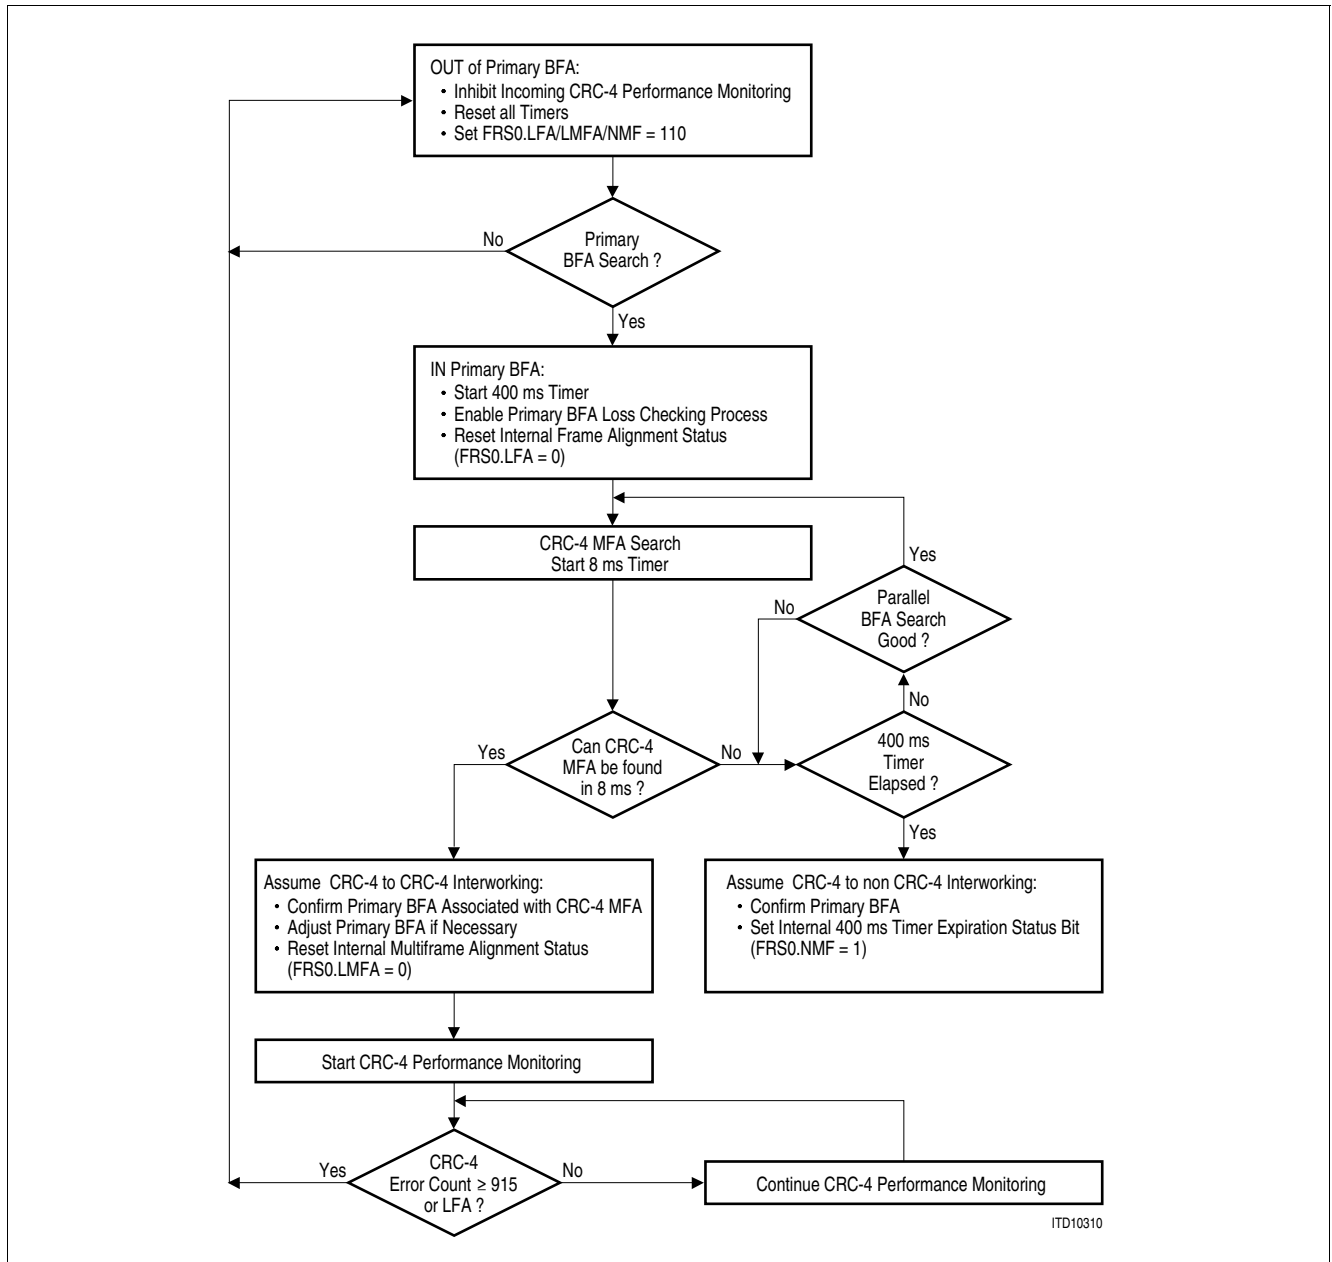 OUT of Primary BFA:
• Inhibit Incoming CRC-4 Performance Monitoring
• Reset all Timers
• Set FRS0.LFA/LMFA/NMF = 110
No
Primary
BFA Search ?
Yes
IN Primary BFA:
• Start 400 ms Timer
• Enable Primary BFA Loss Checking Process
• Reset Internal Frame Alignment Status
(FRS0.LFA = 0)
CRC-4 MFA Search
Start 8 ms Timer
Yes
No
Parallel
BFA Search
Good ?
No
Yes
Can CRC-4
MFA be found
in 8 ms ?
No
400 ms
Timer
Elapsed ?
Yes
Assume CRC-4 to CRC-4 Interworking:
• Confirm Primary BFA Associated with CRC-4 MFA
• Adjust Primary BFA if Necessary
• Reset Internal Multiframe Alignment Status
(FRS0.LMFA = 0)
Assume CRC-4 to non CRC-4 Interworking:
• Confirm Primary BFA
• Set Internal 400 ms Timer Expiration Status Bit
(FRS0.NMF = 1)
Start CRC-4 Performance Monitoring
Yes
CRC-4
Error Count ≥ 915
or LFA ?
No
Continue CRC-4 Performance Monitoring
ITD10310